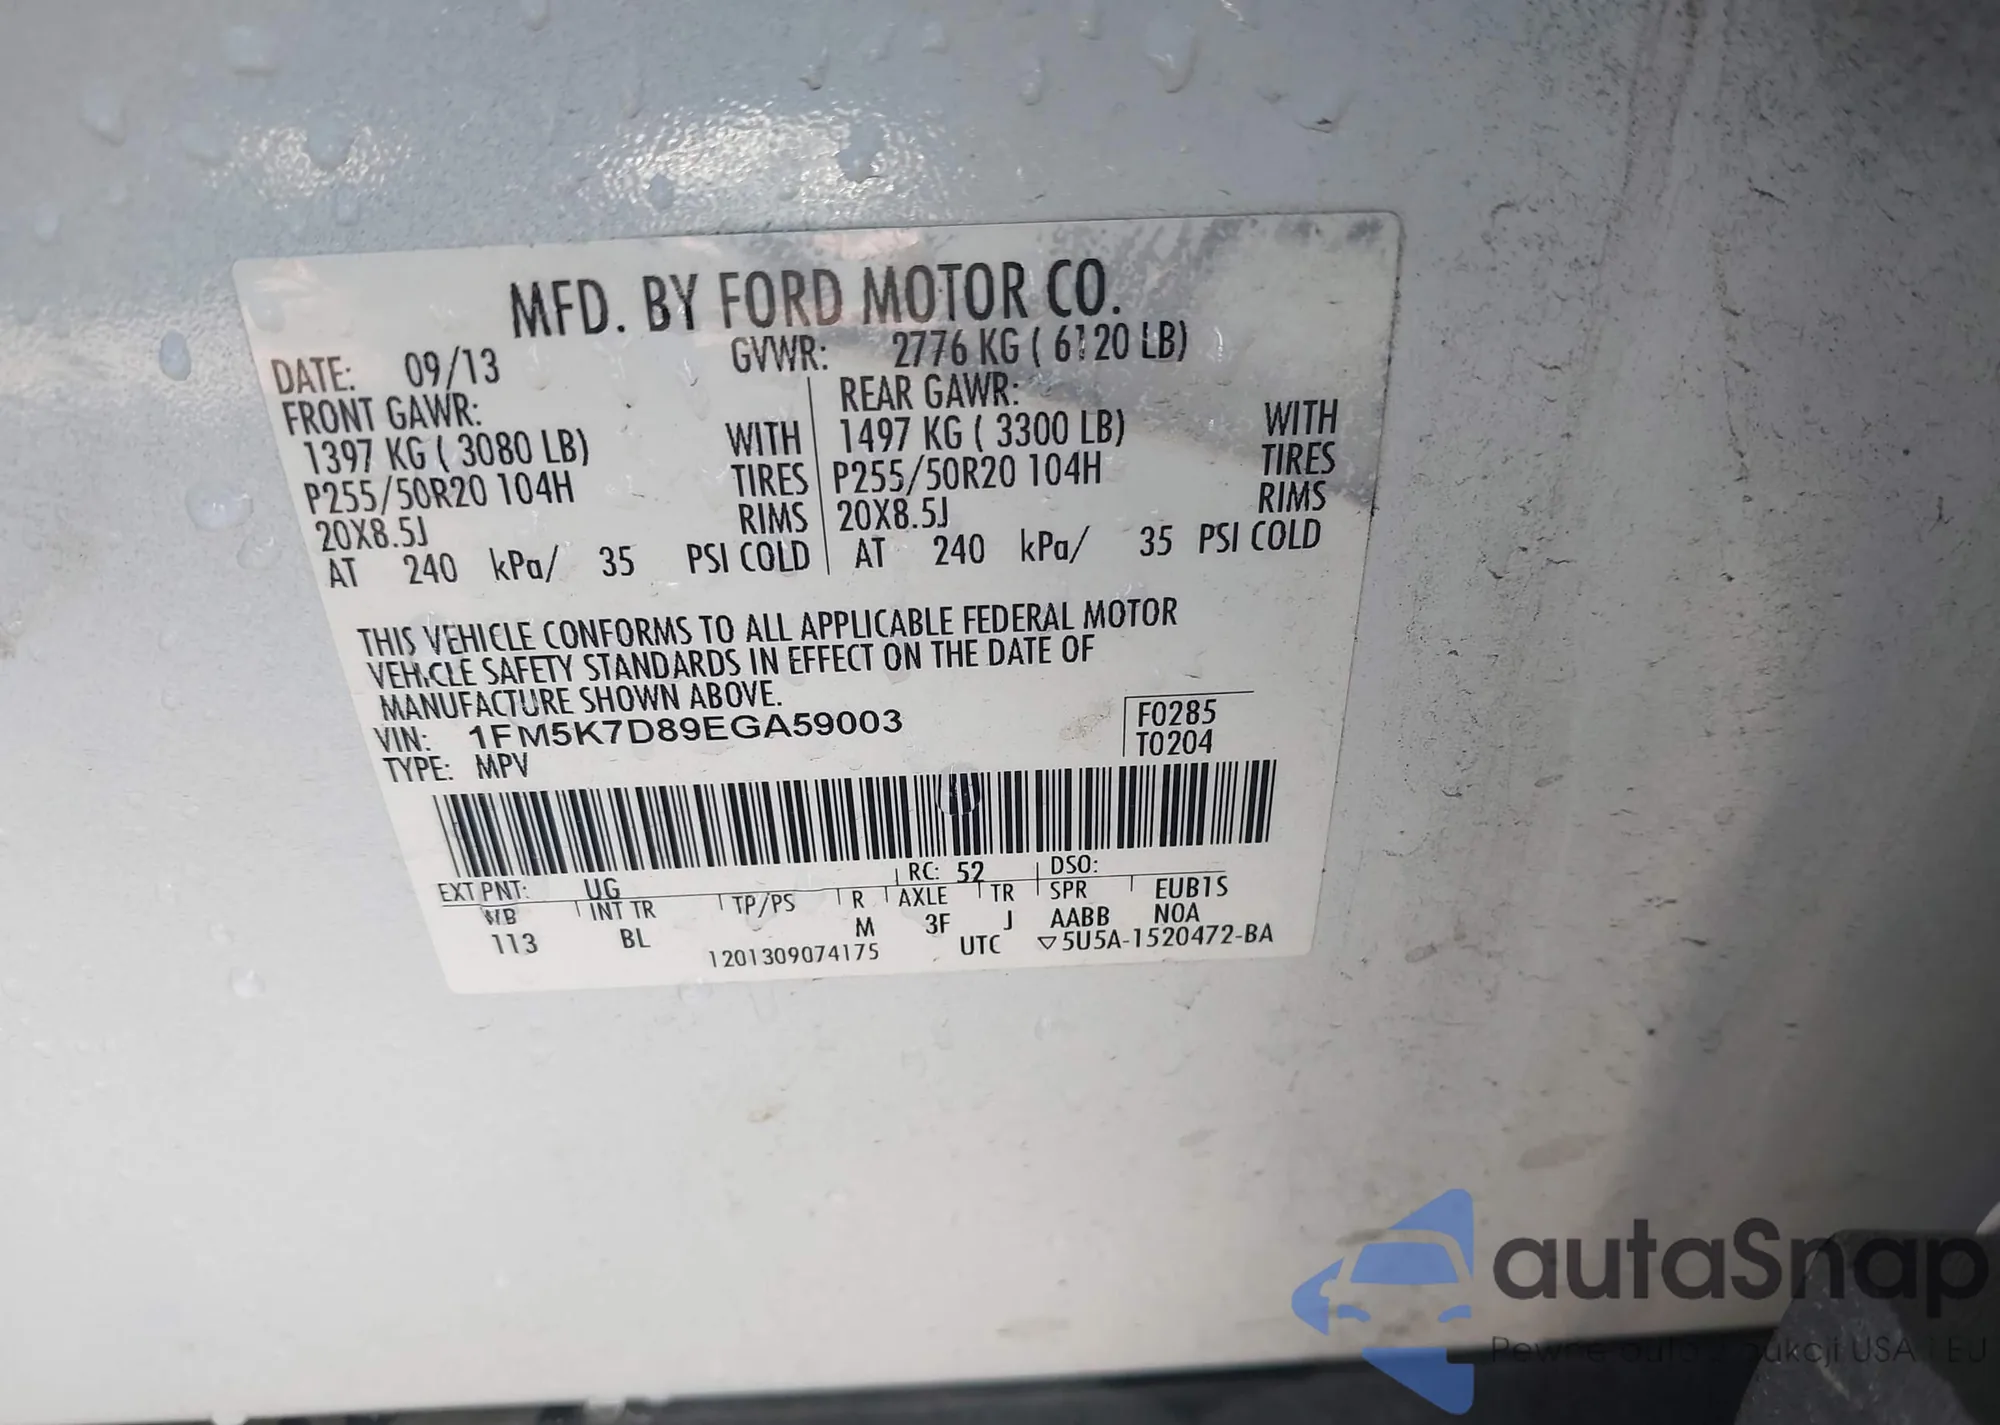 MFD. BY FORD MOTOR CO.
DATE: 09/13 GVWR: 2776 KG ( 6120 LB)
FRONT GAWR: REAR GAWR:
1397 KG ( 3080 LB) WITH 1497 KG ( 3300 LB) WITH
P255/50R20 104H TIRES P255/50R20 104H TIRES
20X8.5J RIMS 20X8.5J RIMS
AT 240 kPa/ 35 PSI COLD AT 240 kPa/ 35 PSI COLD
THIS VEHICLE CONFORMS TO ALL APPLICABLE FEDERAL MOTOR
VEHICLE SAFETY STANDARDS IN EFFECT ON THE DATE OF
MANUFACTURE SHOWN ABOVE.
VIN: 1FM5K7D89EGA59003 F0285
TYPE: MPV T0204
EXT PNT: UG RC: 52 DSO:
WB INT TR TP/PS R AXLE TR SPR EUB1S
113 BL M 3F J AABB N0A
1201309074175 UTC ▽5U5A-1520472-BA
autaSnap
Pewne auto z aukcji USA i EU